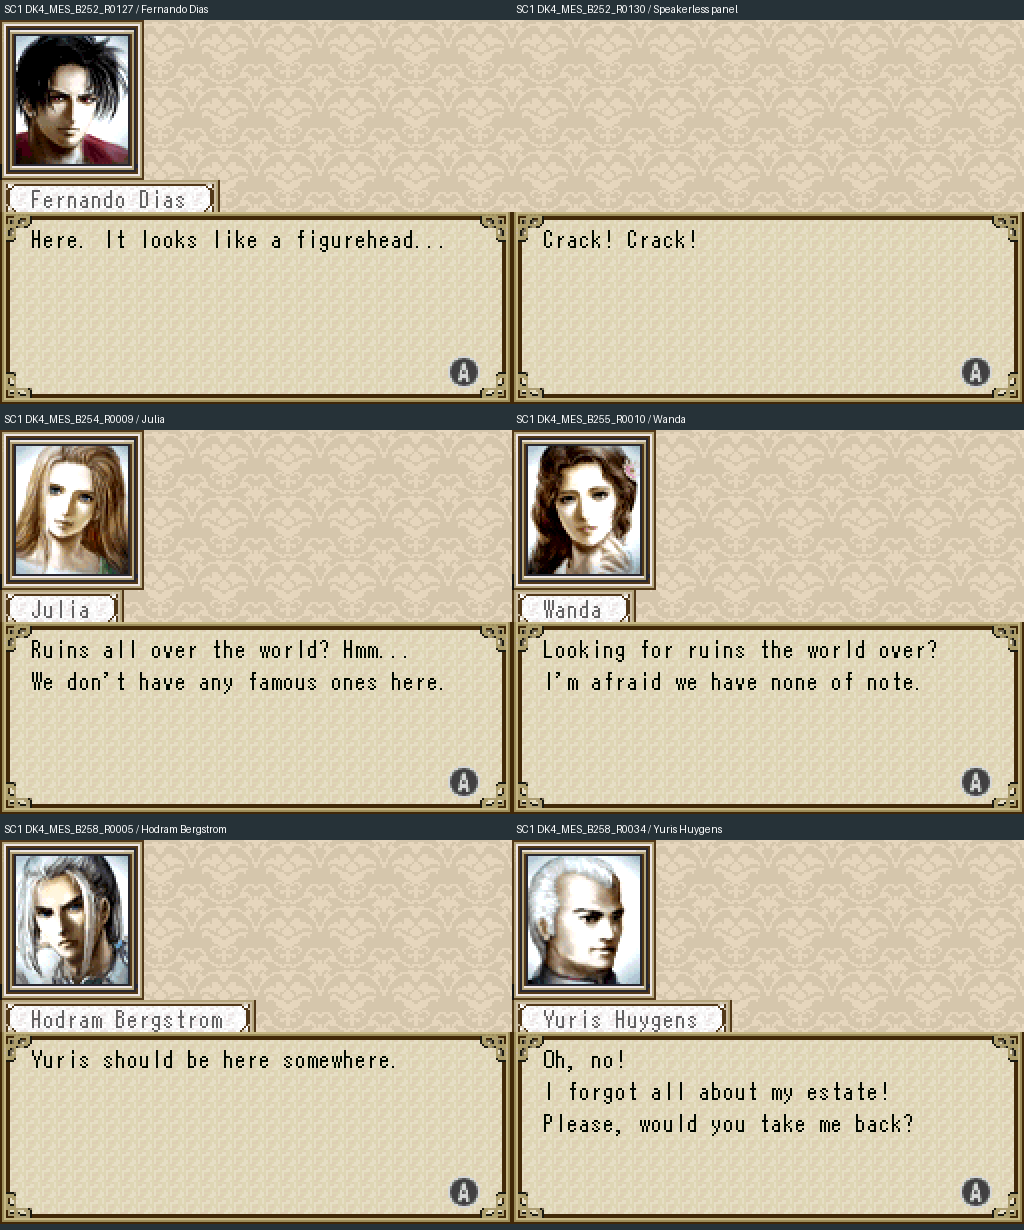 SC1 DK4_MES_B252_R0127 / Fernando Dias
Fernando Dias
Here. It looks like a figurehead...
A
SC1 DK4_MES_B252_R0130 / Speakerless panel
Crack! Crack!
A
SC1 DK4_MES_B254_R0009 / Julia
Julia
Ruins all over the world? Hmm...
We don't have any famous ones here.
A
SC1 DK4_MES_B255_R0010 / Wanda
Wanda
Looking for ruins the world over?
I'm afraid we have none of note.
A
SC1 DK4_MES_B258_R0005 / Hodram Bergstrom
Hodram Bergstrom
Yuris should be here somewhere.
A
SC1 DK4_MES_B258_R0034 / Yuris Huygens
Yuris Huygens
Oh, no!
I forgot all about my estate!
Please, would you take me back?
A